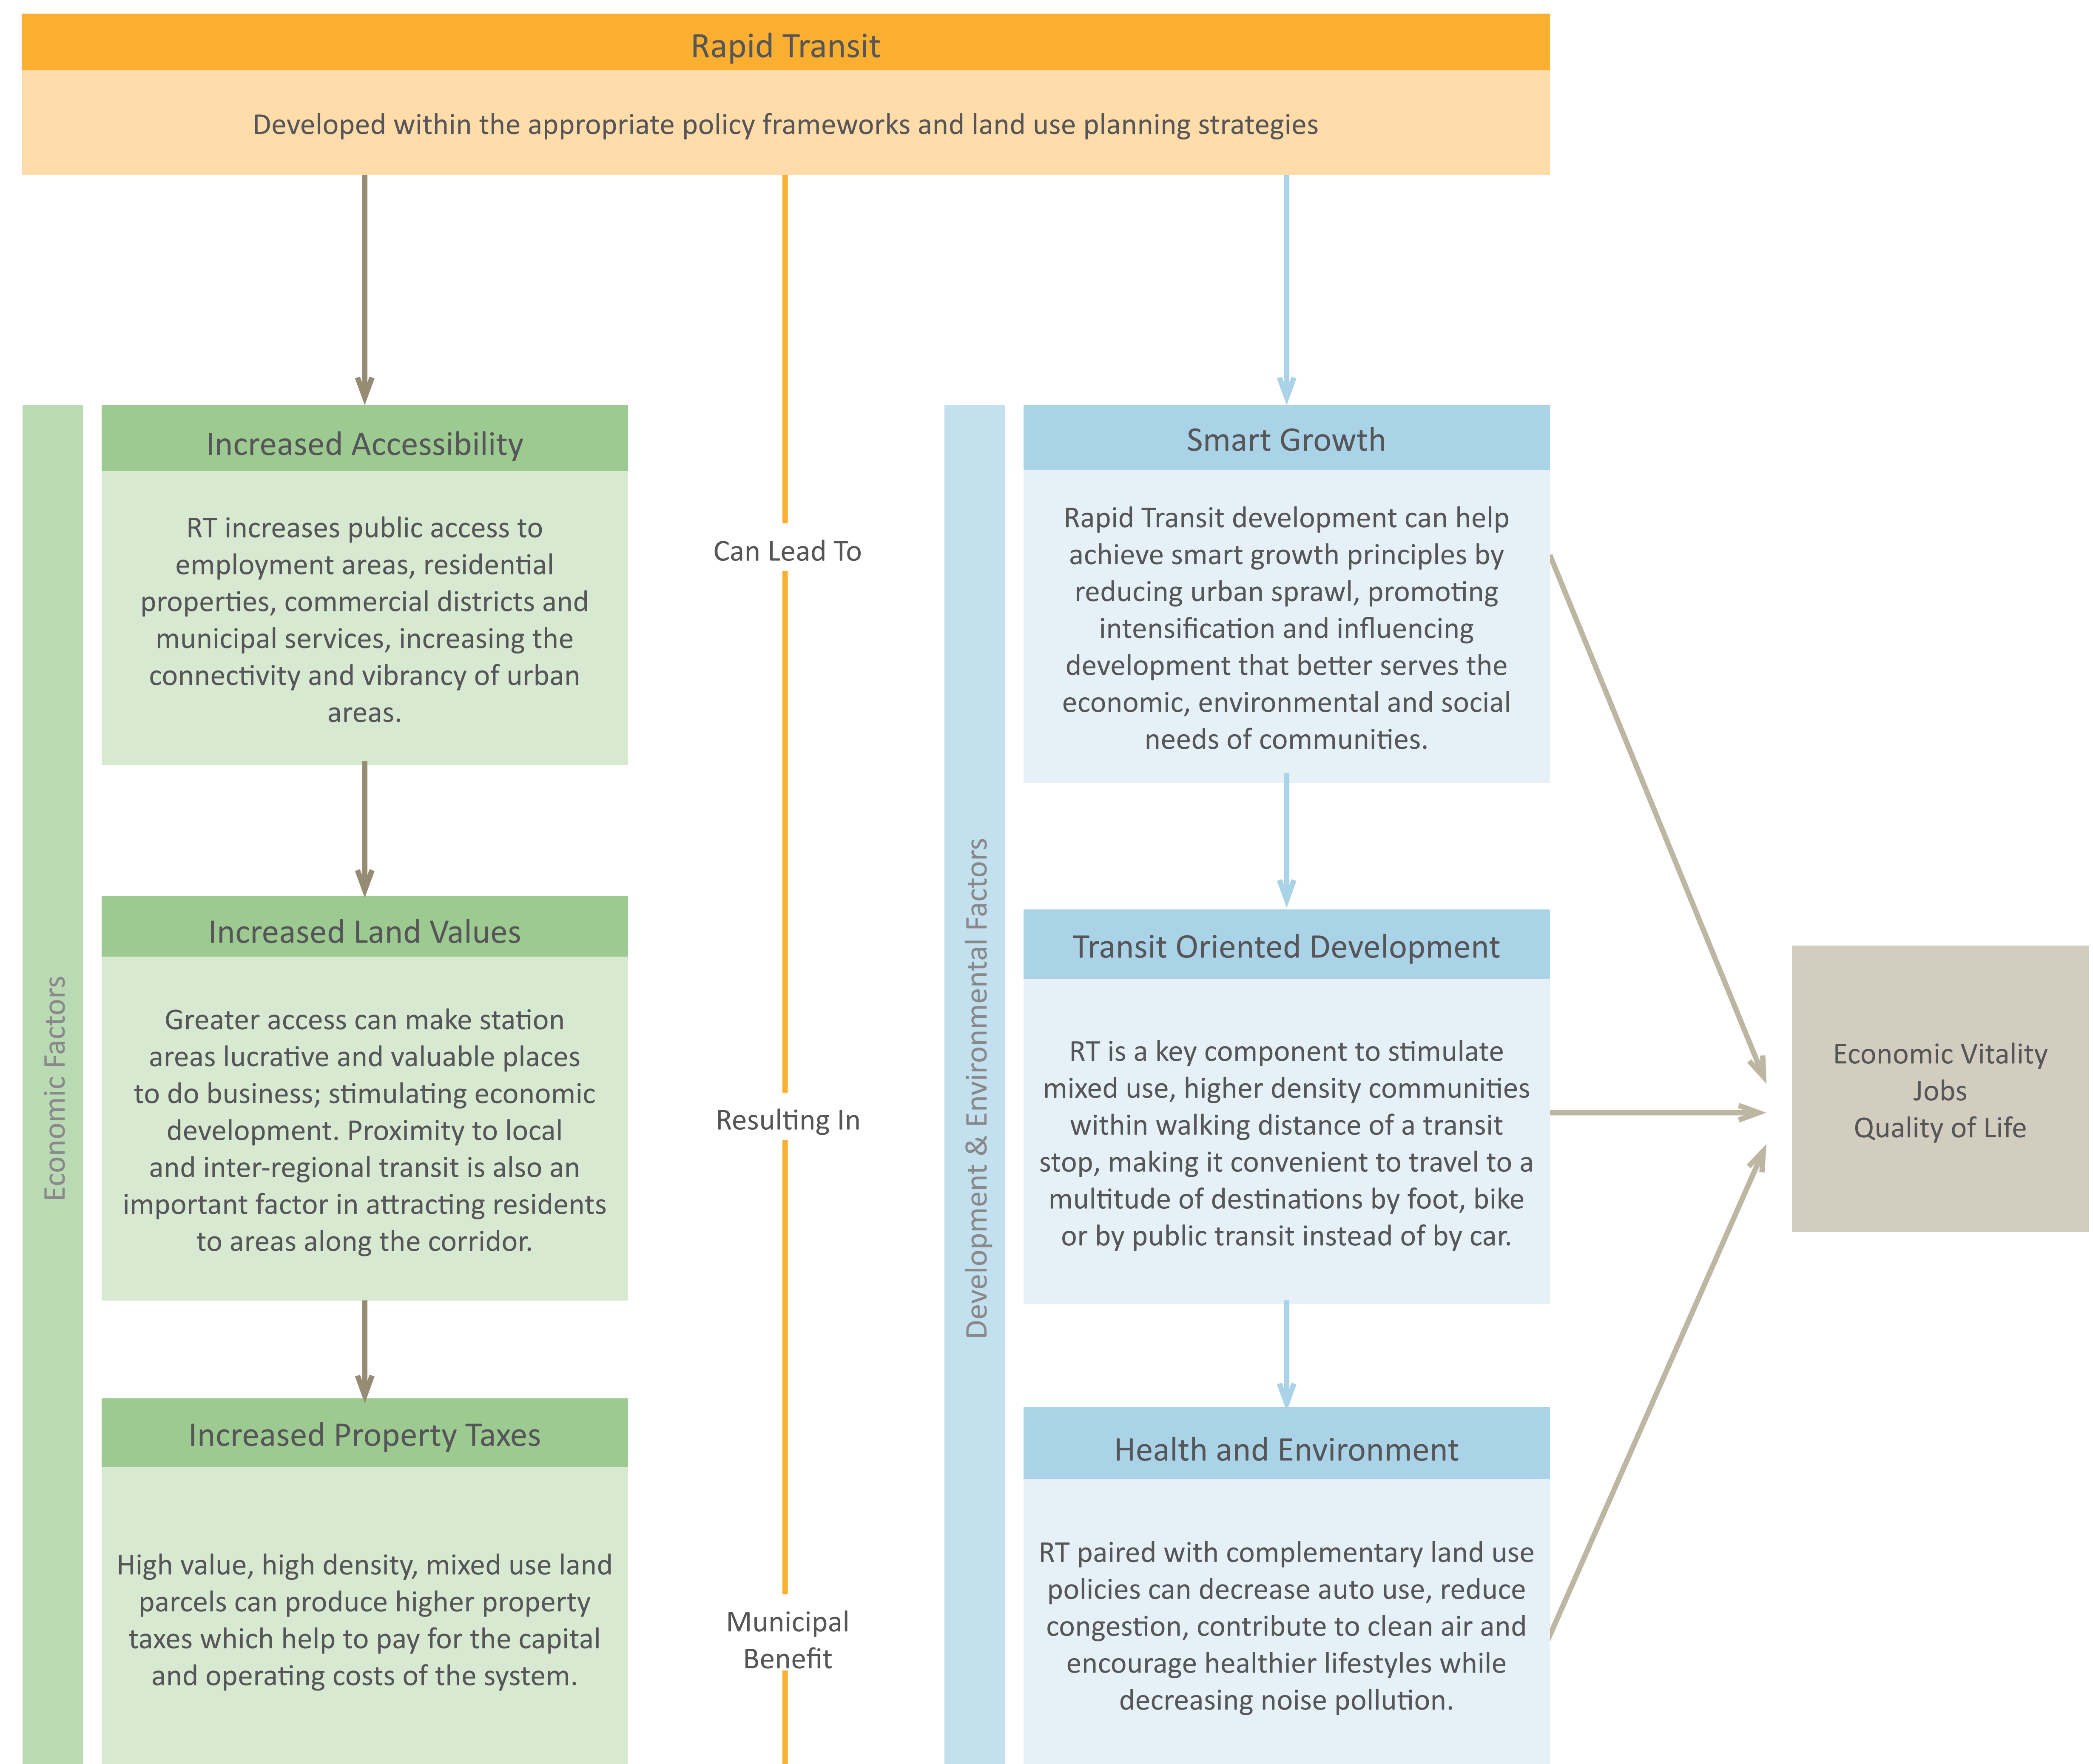 Rapid Transit
Developed within the appropriate policy frameworks and land use planning strategies
Economic Factors
Increased Accessibility
RT increases public access to
employment areas, residential
properties, commercial districts and
municipal services, increasing the
connectivity and vibrancy of urban
areas.
Increased Land Values
Greater access can make station
areas lucrative and valuable places
to do business; stimulating economic
development. Proximity to local
and inter-regional transit is also an
important factor in attracting residents
to areas along the corridor.
Increased Property Taxes
High value, high density, mixed use land
parcels can produce higher property
taxes which help to pay for the capital
and operating costs of the system.
Can Lead To
Resulting In
Municipal
Benefit
Development & Environmental Factors
Smart Growth
Rapid Transit development can help
achieve smart growth principles by
reducing urban sprawl, promoting
intensification and influencing
development that better serves the
economic, environmental and social
needs of communities.
Transit Oriented Development
RT is a key component to stimulate
mixed use, higher density communities
within walking distance of a transit
stop, making it convenient to travel to a
multitude of destinations by foot, bike
or by public transit instead of by car.
Health and Environment
RT paired with complementary land use
policies can decrease auto use, reduce
congestion, contribute to clean air and
encourage healthier lifestyles while
decreasing noise pollution.
Economic Vitality
Jobs
Quality of Life